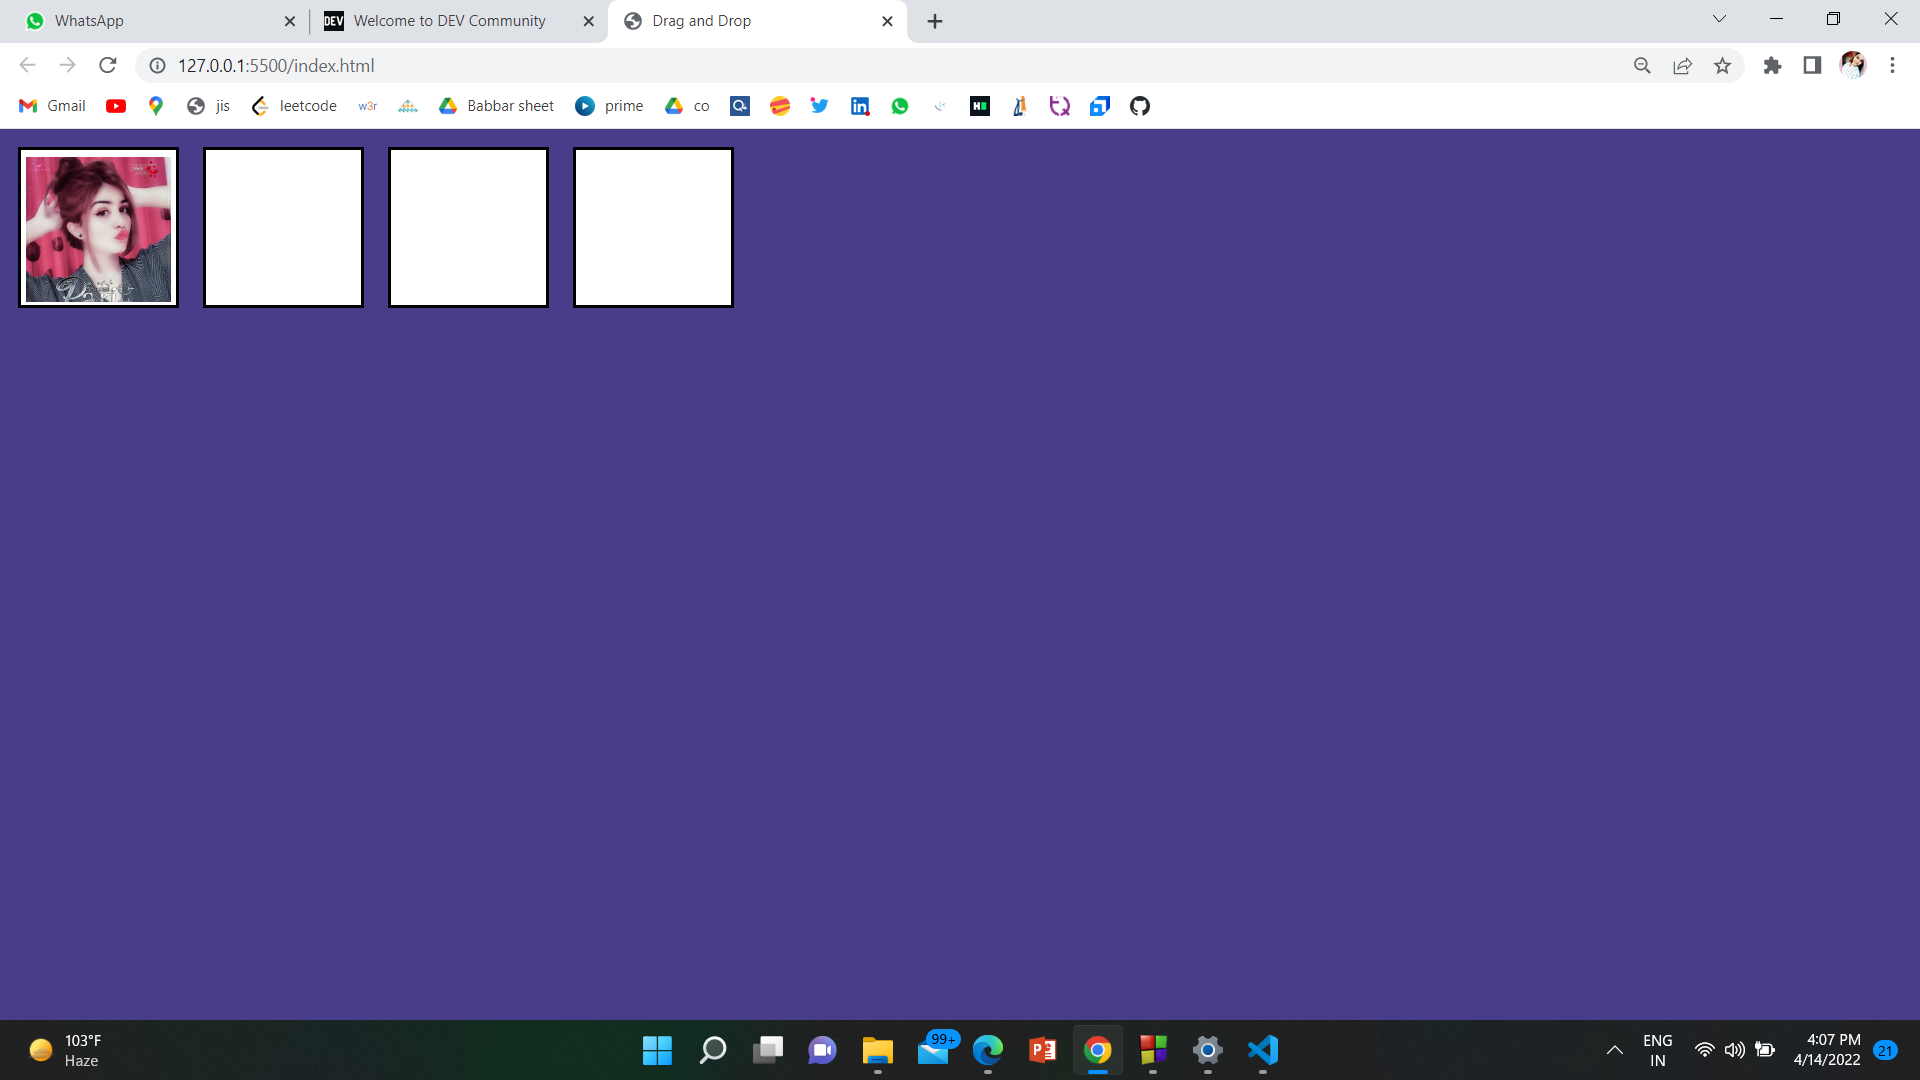 WhatsApp
DEV Welcome to DEV Community
Drag and Drop
127.0.0.1:5500/index.html
Gmail jis leetcode w3r Babbar sheet prime co
103°F
Haze
99+
ENG
IN
4:07 PM
4/14/2022
21